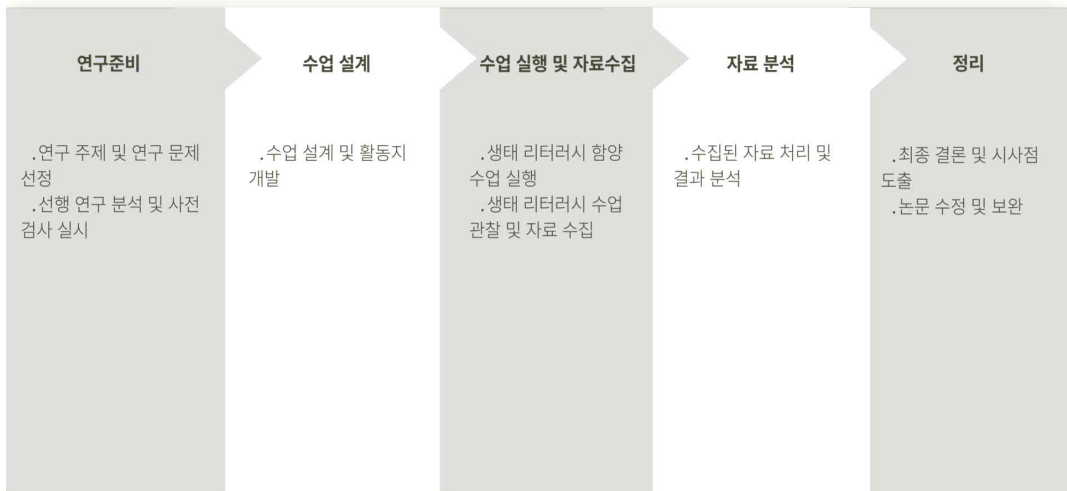 연구준비
.연구 주제 및 연구 문제
선정
.선행 연구 분석 및 사전
검사 실시
수업 설계
.수업 설계 및 활동지
개발
수업 실행 및 자료수집
.생태 리터러시 함양
수업 실행
.생태 리터러시 수업
관찰 및 자료 수집
자료 분석
.수집된 자료 처리 및
결과 분석
정리
.최종 결론 및 시사점
도출
.논문 수정 및 보완